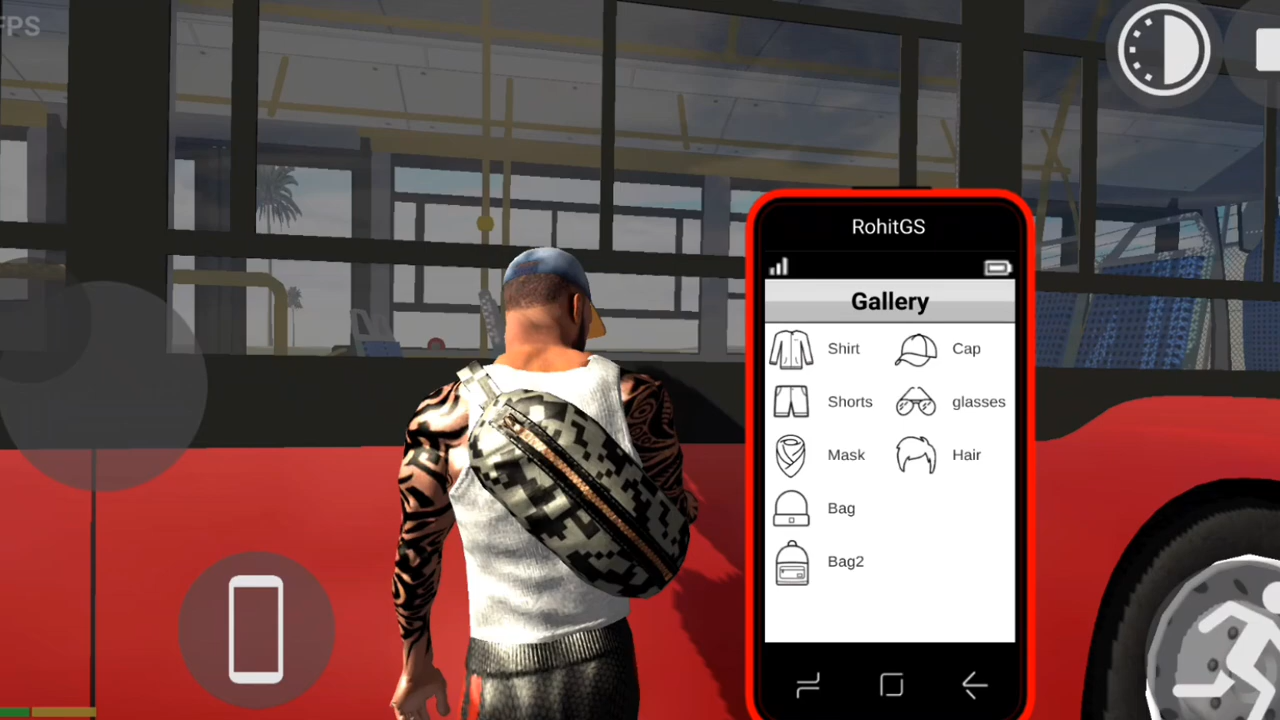 FPS
RohitGS
Gallery
Shirt
Cap
Shorts
glasses
Mask
Hair
Bag
Bag2